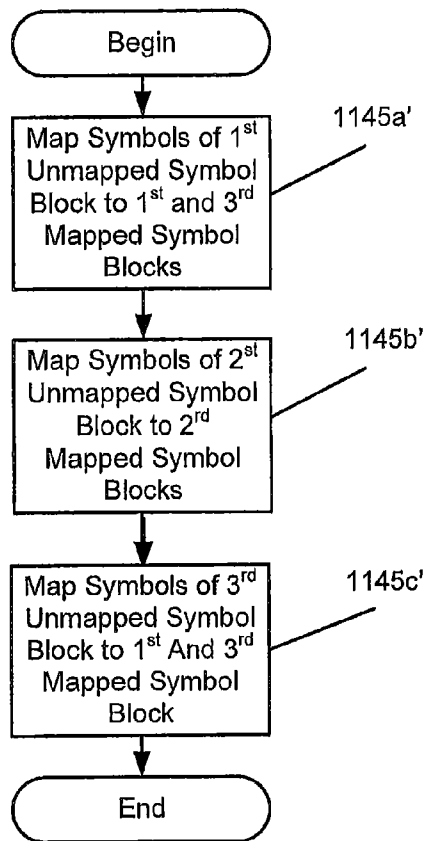 Begin
Map Symbols of 1st
Unmapped Symbol
Block to 1st and 3rd
Mapped Symbol
Blocks
1145a'
Map Symbols of 2st
Unmapped Symbol
Block to 2rd
Mapped Symbol
Blocks
1145b'
Map Symbols of 3rd
Unmapped Symbol
Block to 1st And 3rd
Mapped Symbol
Block
1145c'
End